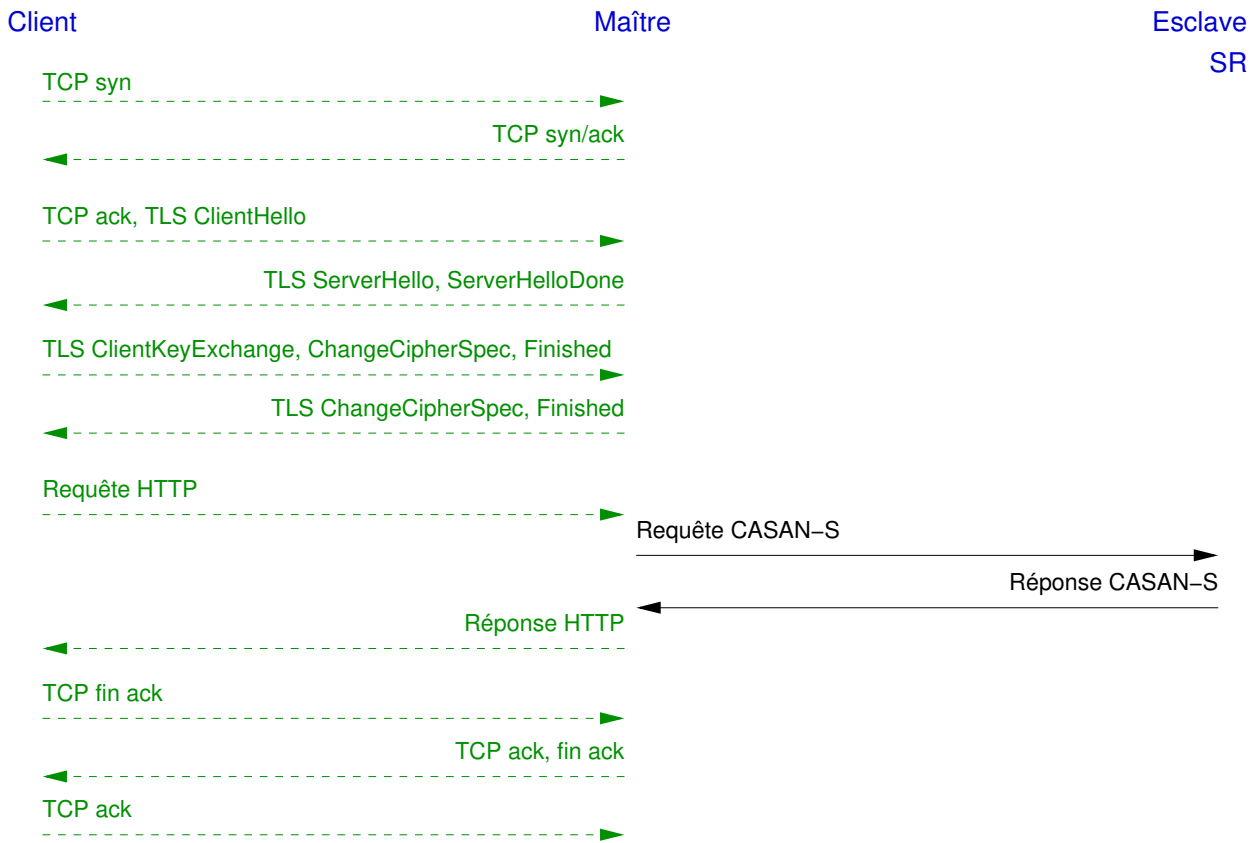 Client
Maître
Esclave
SR
TCP syn
TCP syn/ack
TCP ack, TLS ClientHello
TLS ServerHello, ServerHelloDone
TLS ClientKeyExchange, ChangeCipherSpec, Finished
TLS ChangeCipherSpec, Finished
Requête HTTP
Requête CASAN−S
Réponse CASAN−S
Réponse HTTP
TCP fin ack
TCP ack, fin ack
TCP ack